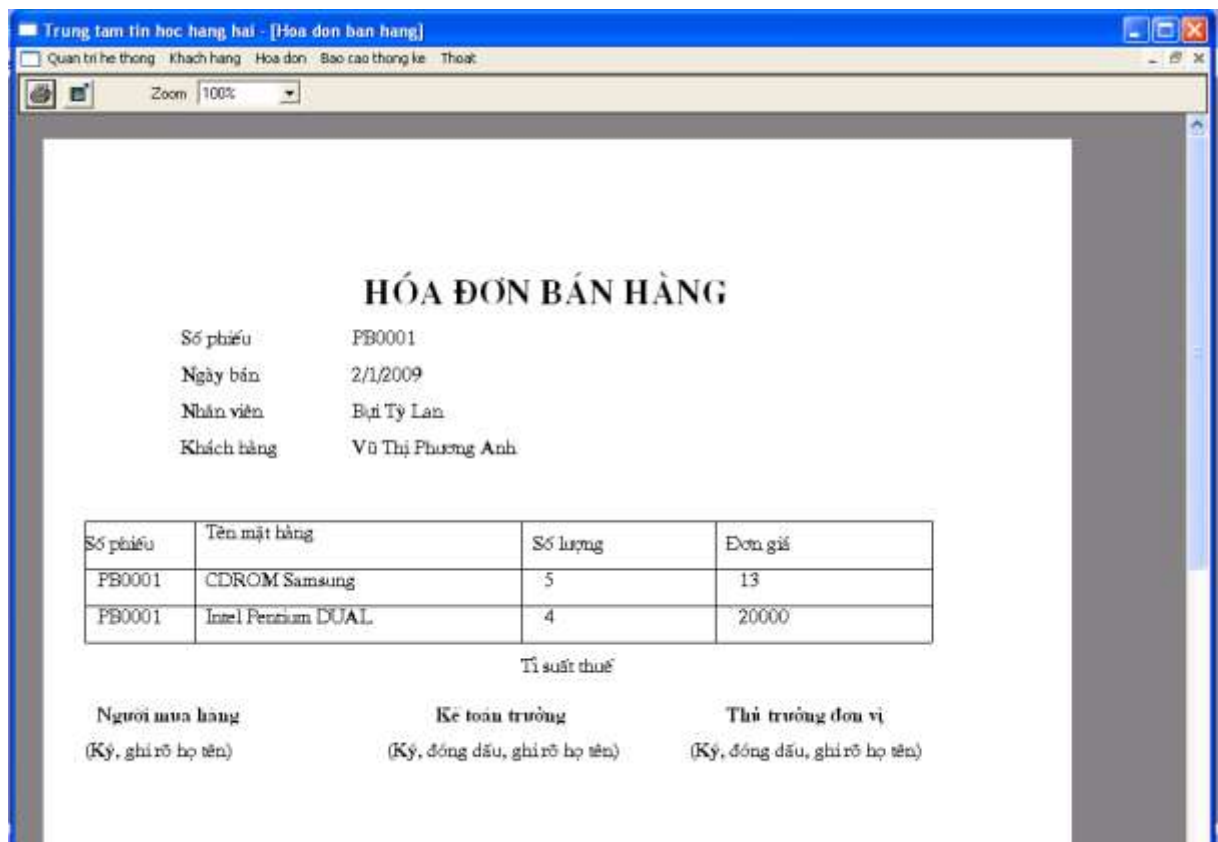 Trung tam tin hoc hang hai - [Hoa don ban hang]
Quan tri he thong Khach hang Hoa don Bao cao thong ke Thoat
Zoom 100%
HÓA ĐƠN BÁN HÀNG
Số phiếu PB0001
Ngày bán 2/1/2009
Nhân viên Bựi Tỳ Lan
Khách hàng Vũ Thị Phương Anh
Số phiếu Tên mặt hàng Số lượng Đơn giá
PB0001 CDROM Samsung 5 13
PB0001 Intel Pentium DUAL 4 20000
Tỉ suất thuế
Người mua hàng Kế toán trưởng Thủ trưởng đơn vị
(Ký, ghi rõ họ tên) (Ký, đóng dấu, ghi rõ họ tên) (Ký, đóng dấu, ghi rõ họ tên)